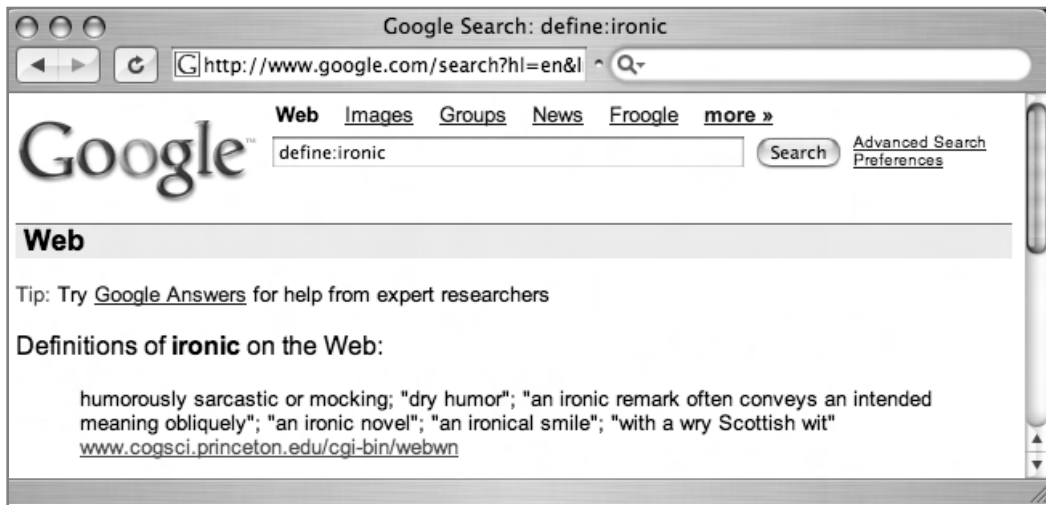 Google Search: define:ironic
G http://www.google.com/search?hl=en&l
Web Images Groups News Froogle more »
Google™
define:ironic Search Advanced Search
Preferences
Web
Tip: Try Google Answers for help from expert researchers
Definitions of ironic on the Web:
humorously sarcastic or mocking; "dry humor"; "an ironic remark often conveys an intended
meaning obliquely"; "an ironic novel"; "an ironical smile"; "with a wry Scottish wit"
www.cogsci.princeton.edu/cgi-bin/webwn